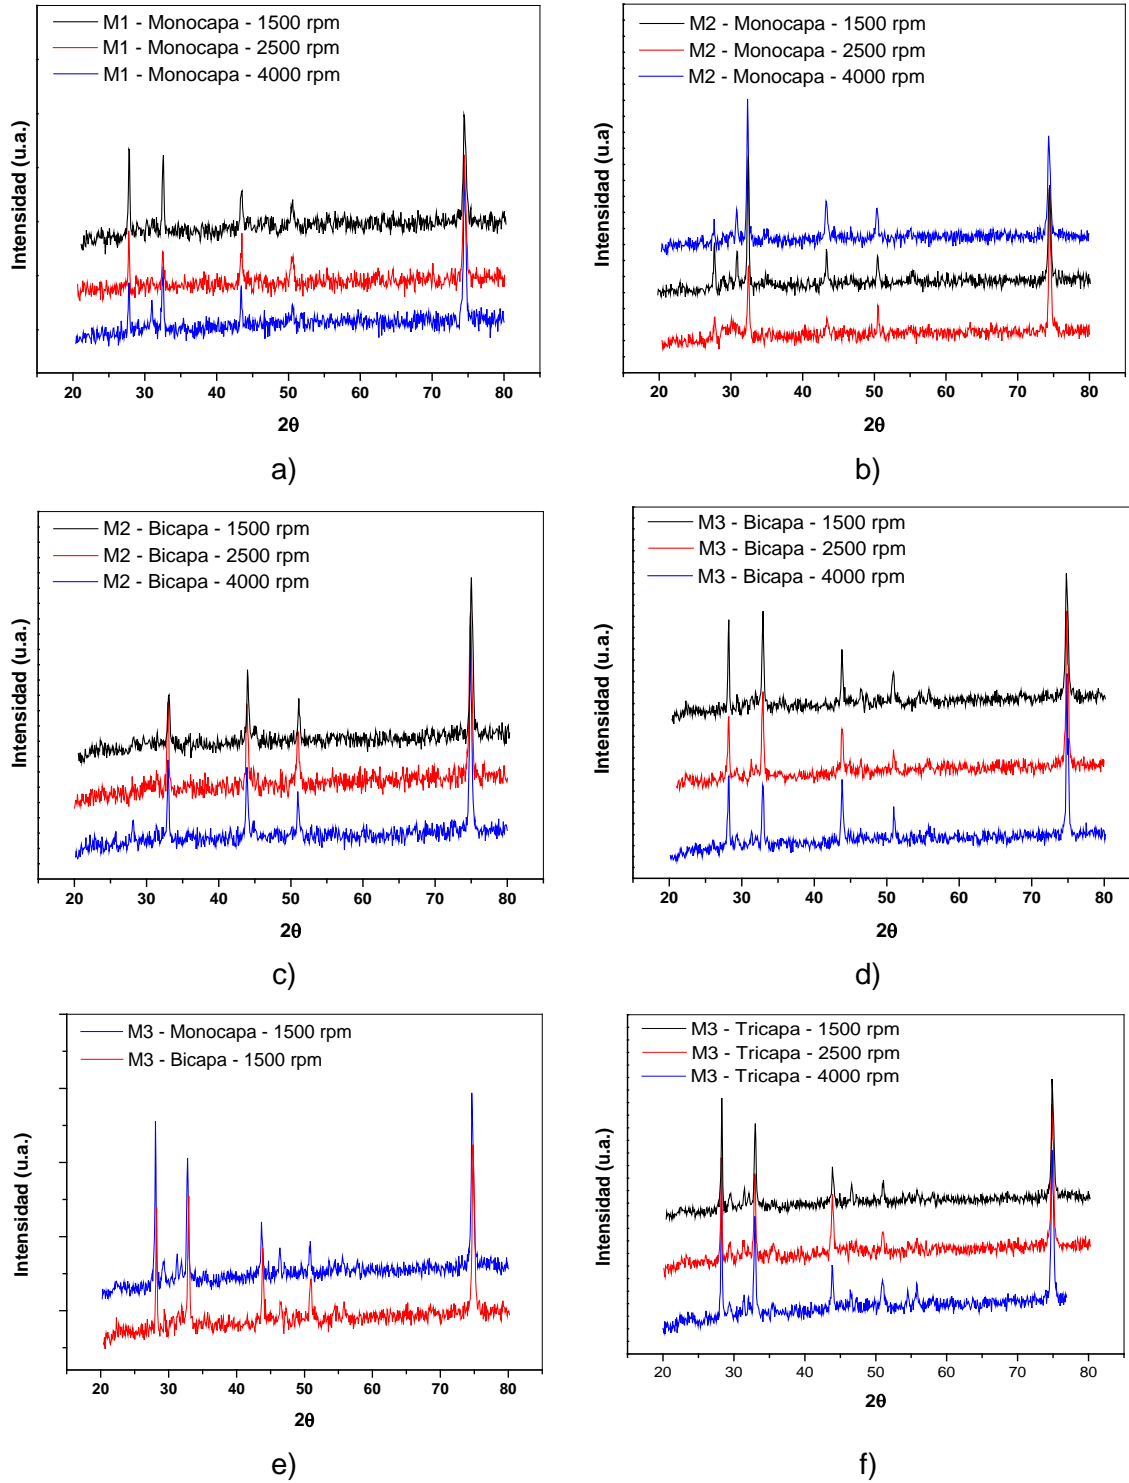 M1 - Monocapa - 1500 rpm
M1 - Monocapa - 2500 rpm
M1 - Monocapa - 4000 rpm
Intensidad (u.a.)
20 30 40 50 60 70 80
2θ
a)
M2 - Monocapa - 1500 rpm
M2 - Monocapa - 2500 rpm
M2 - Monocapa - 4000 rpm
Intensidad (u.a)
20 30 40 50 60 70 80
2θ
b)
M2 - Bicapa - 1500 rpm
M2 - Bicapa - 2500 rpm
M2 - Bicapa - 4000 rpm
Intensidad (u.a.)
20 30 40 50 60 70 80
2θ
c)
M3 - Bicapa - 1500 rpm
M3 - Bicapa - 2500 rpm
M3 - Bicapa - 4000 rpm
Intensidad (u.a.)
20 30 40 50 60 70 80
2θ
d)
M3 - Monocapa - 1500 rpm
M3 - Bicapa - 1500 rpm
Intensidad (u.a.)
20 30 40 50 60 70 80
2θ
e)
M3 - Tricapa - 1500 rpm
M3 - Tricapa - 2500 rpm
M3 - Tricapa - 4000 rpm
Intensidad (u.a.)
20 30 40 50 60 70 80
2θ
f)